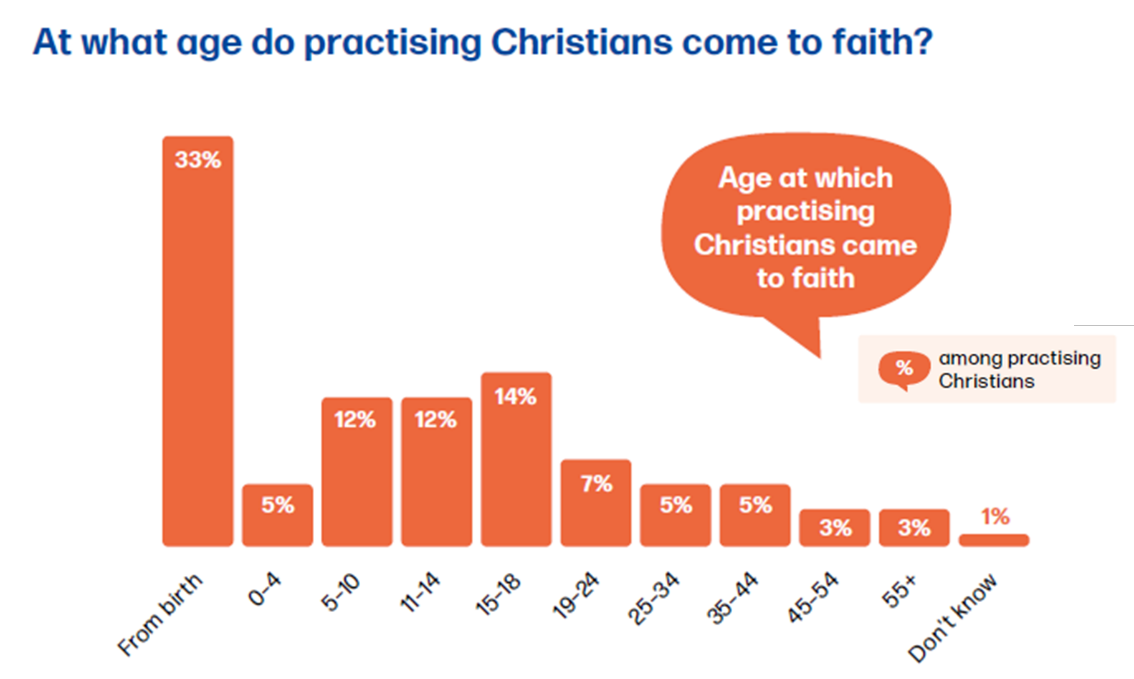 At what age do practising Christians come to faith?
33%
5%
12%
12%
14%
7%
5%
5%
3%
3%
1%
Age at which
practising
Christians came
to faith
%
among practising
Christians
From birth
0–4
5–10
11–14
15–18
19–24
25–34
35–44
45–54
55+
Don't know